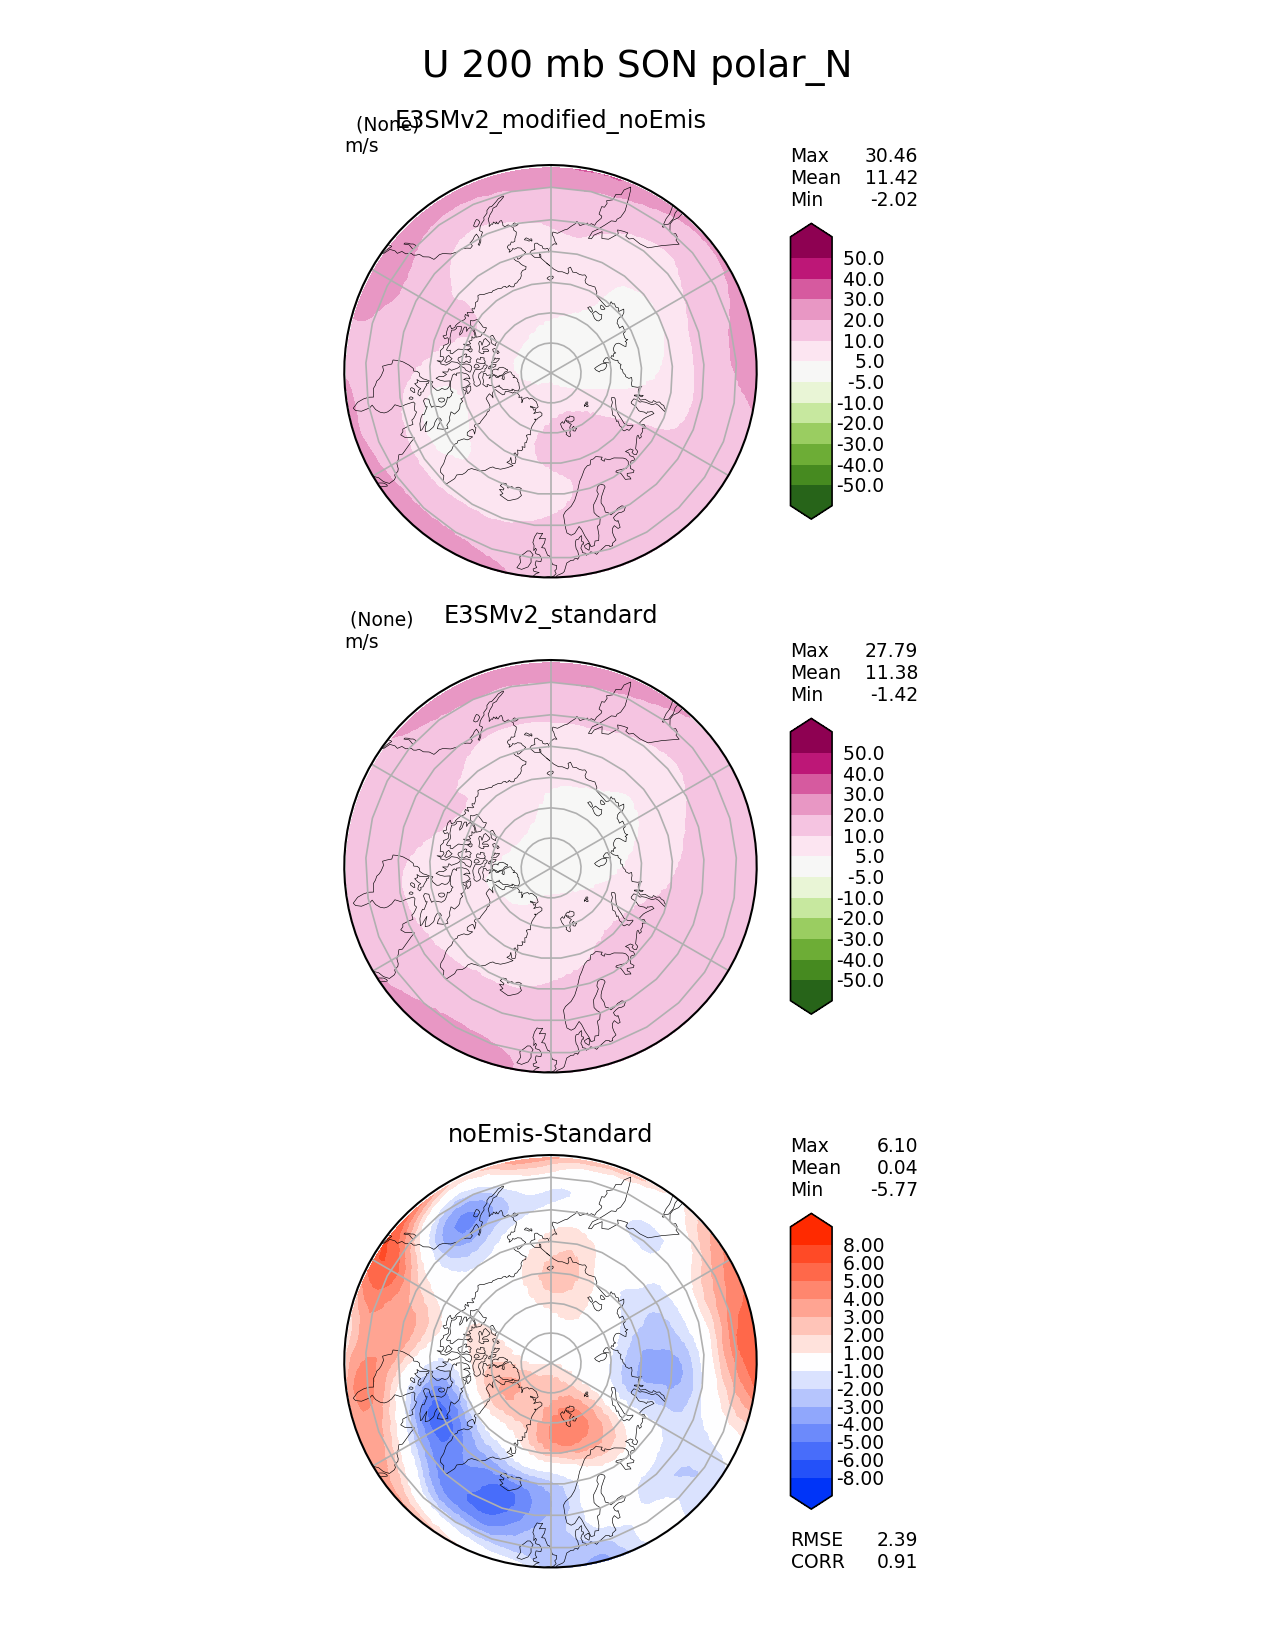 U 200 mb SON polar_N
E3SMv2_modified_noEmis
(None)
m/s
Max 30.46
Mean 11.42
Min -2.02
50.0
40.0
30.0
20.0
10.0
5.0
-5.0
-10.0
-20.0
-30.0
-40.0
-50.0
E3SMv2_standard
(None)
m/s
Max 27.79
Mean 11.38
Min -1.42
50.0
40.0
30.0
20.0
10.0
5.0
-5.0
-10.0
-20.0
-30.0
-40.0
-50.0
noEmis-Standard
Max 6.10
Mean 0.04
Min -5.77
8.00
6.00
5.00
4.00
3.00
2.00
1.00
-1.00
-2.00
-3.00
-4.00
-5.00
-6.00
-8.00
RMSE 2.39
CORR 0.91